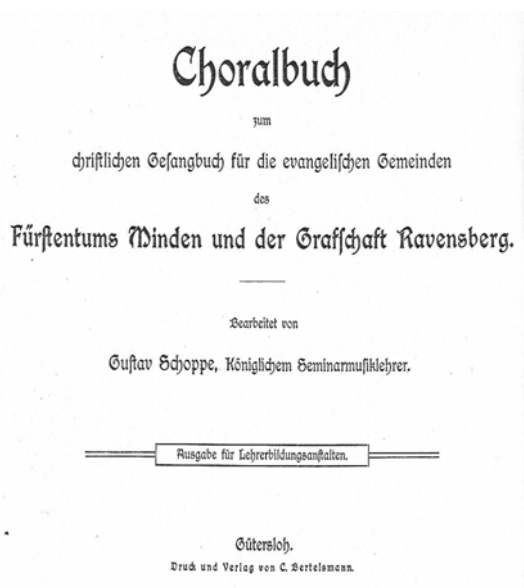 Choralbuch
zum
christlichen Gesangbuch für die evangelischen Gemeinden
des
Fürstentums Minden und der Grafschaft Ravensberg.
Bearbeitet von
Gustav Schoppe, Königlichem Seminarmusiklehrer.
Ausgabe für Lehrerbildungsanstalten.
Gütersloh.
Druck und Verlag von C. Bertelsmann.